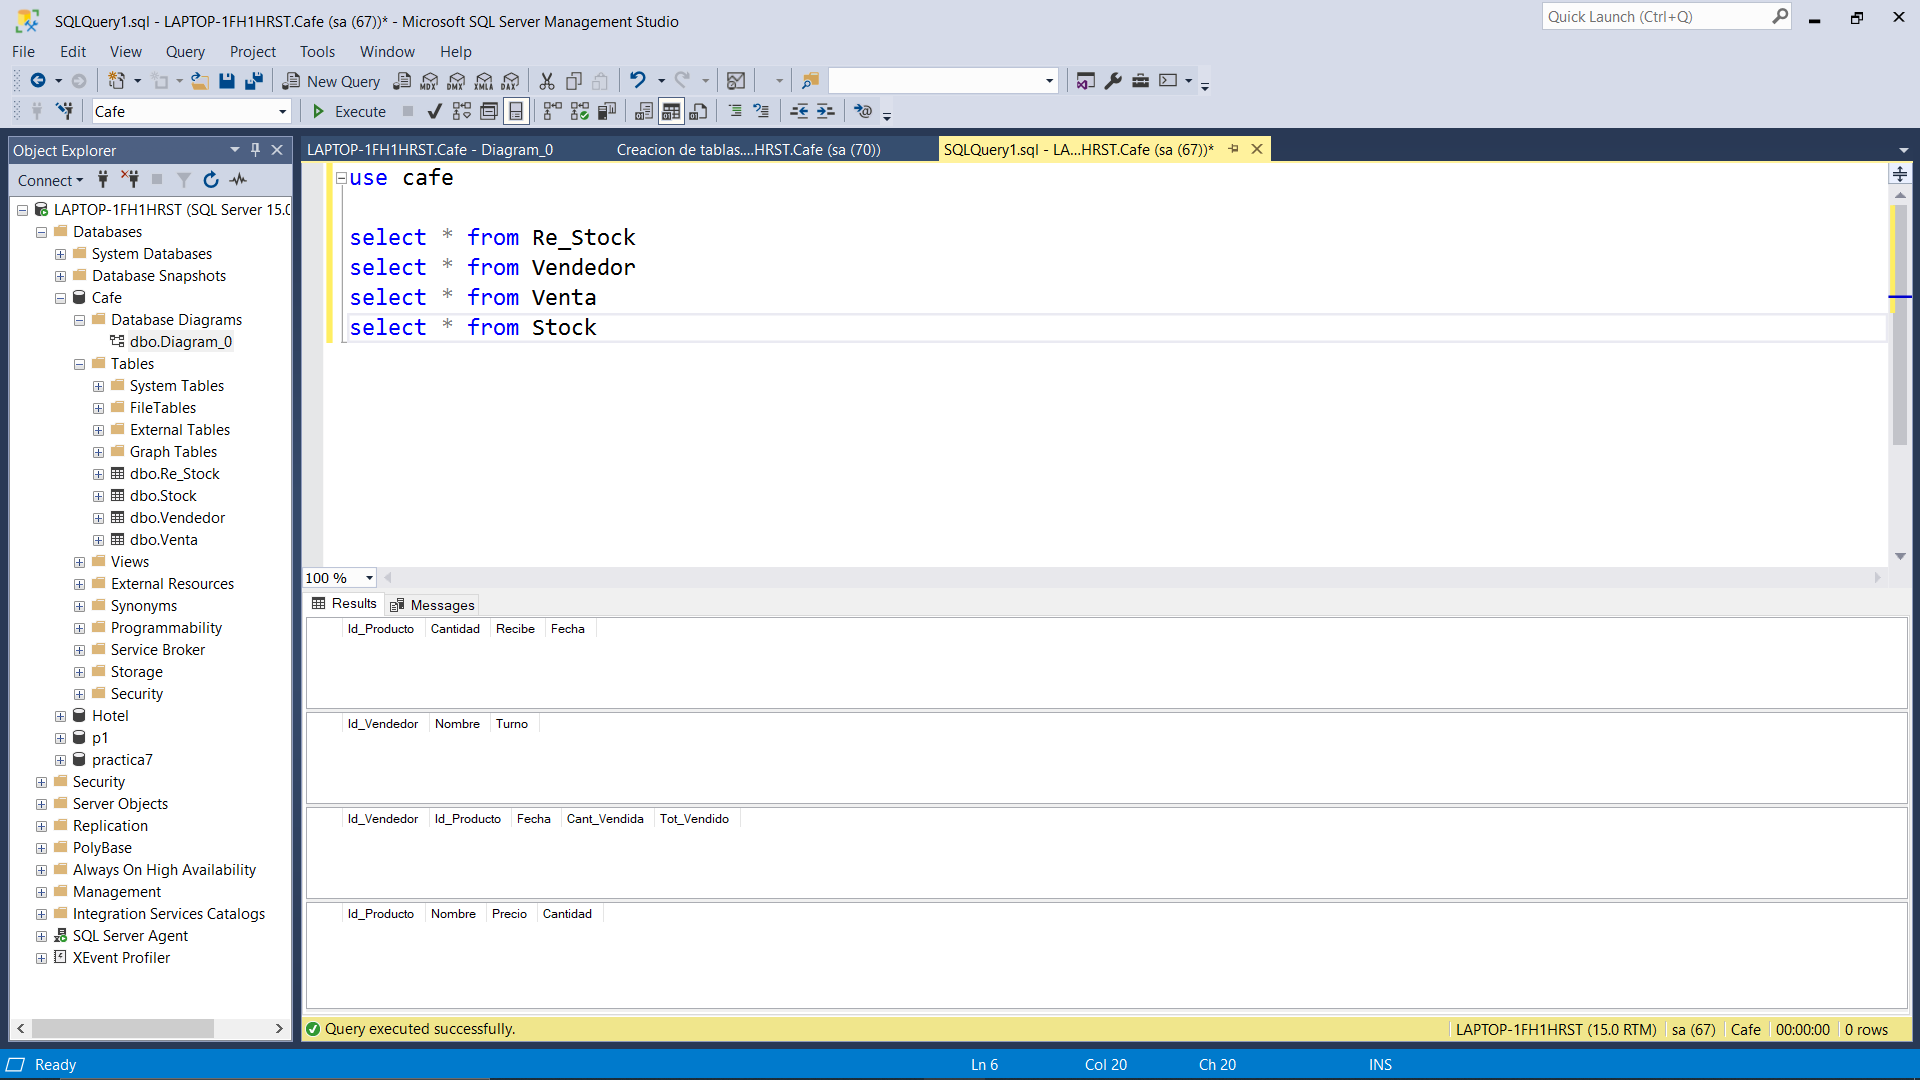 SQLQuery1.sql - LAPTOP-1FH1HRST.Cafe (sa (67))* - Microsoft SQL Server Management Studio
Quick Launch (Ctrl+Q)
File Edit View Query Project Tools Window Help
New Query MDX DMX XMLA DAX
Cafe Execute
Object Explorer
Connect
LAPTOP-1FH1HRST (SQL Server 15.0
Databases
System Databases
Database Snapshots
Cafe
Database Diagrams
dbo.Diagram_0
Tables
System Tables
FileTables
External Tables
Graph Tables
dbo.Re_Stock
dbo.Stock
dbo.Vendedor
dbo.Venta
Views
External Resources
Synonyms
Programmability
Service Broker
Storage
Security
Hotel
p1
practica7
Security
Server Objects
Replication
PolyBase
Always On High Availability
Management
Integration Services Catalogs
SQL Server Agent
XEvent Profiler
LAPTOP-1FH1HRST.Cafe - Diagram_0 Creacion de tablas....HRST.Cafe (sa (70)) SQLQuery1.sql - LA...HRST.Cafe (sa (67))*
use cafe
select * from Re_Stock
select * from Vendedor
select * from Venta
select * from Stock
100 %
Results Messages
Id_Producto Cantidad Recibe Fecha
Id_Vendedor Nombre Turno
Id_Vendedor Id_Producto Fecha Cant_Vendida Tot_Vendido
Id_Producto Nombre Precio Cantidad
Query executed successfully. LAPTOP-1FH1HRST (15.0 RTM) sa (67) Cafe 00:00:00 0 rows
Ready Ln 6 Col 20 Ch 20 INS